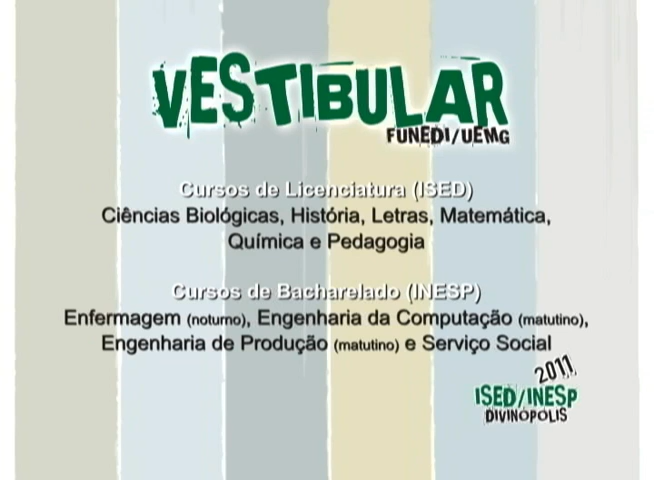 VESTIBULAR
FUNEDI/UEMG
Cursos de Licenciatura (ISED)
Ciências Biológicas, História, Letras, Matemática,
Química e Pedagogia
Cursos de Bacharelado (INESP)
Enfermagem (noturno), Engenharia da Computação (matutino),
Engenharia de Produção (matutino) e Serviço Social
2011
ISED/INESP
DIVINÓPOLIS